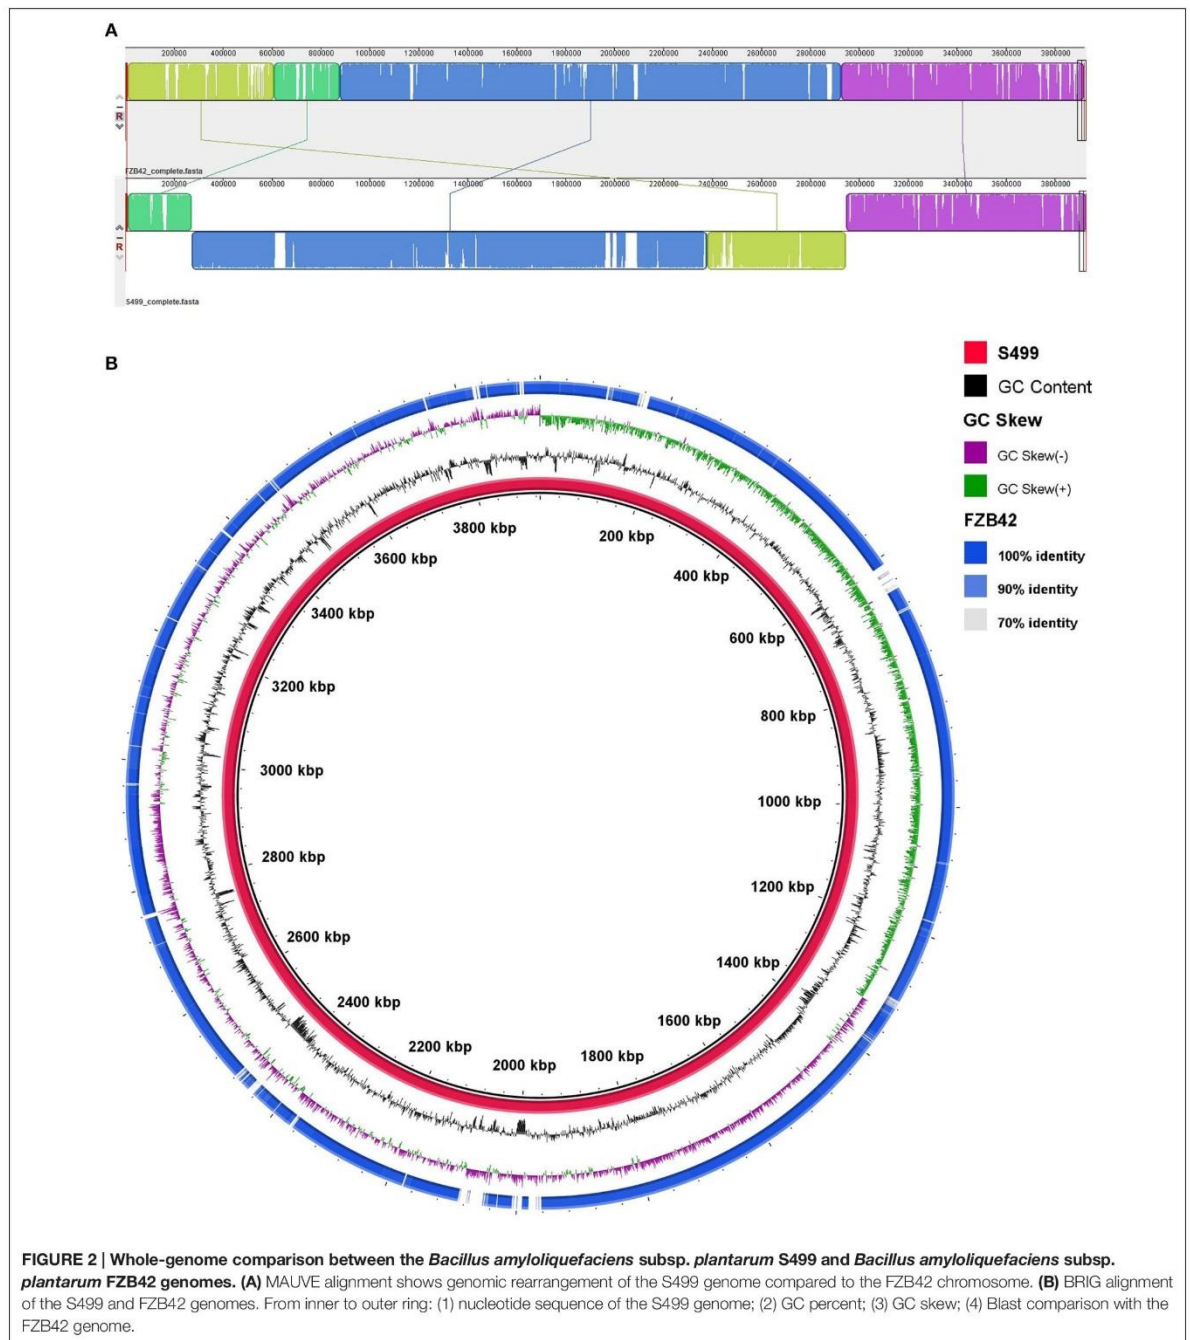 A
200000 400000 600000 800000 1000000 1200000 1400000 1600000 1800000 2000000 2200000 2400000 2600000 2800000 3000000 3200000 3400000 3600000 3800000
R
FZB42_complete.fasta
200000 400000 600000 800000 1000000 1200000 1400000 1600000 1800000 2000000 2200000 2400000 2600000 2800000 3000000 3200000 3400000 3600000 3800000
R
S499_complete.fasta
B
S499
GC Content
GC Skew
GC Skew(-)
GC Skew(+)
FZB42
100% identity
90% identity
70% identity
200 kbp
400 kbp
600 kbp
800 kbp
1000 kbp
1200 kbp
1400 kbp
1600 kbp
1800 kbp
2000 kbp
2200 kbp
2400 kbp
2600 kbp
2800 kbp
3000 kbp
3200 kbp
3400 kbp
3600 kbp
3800 kbp
FIGURE 2 | Whole-genome comparison between the Bacillus amyloliquefaciens subsp. plantarum S499 and Bacillus amyloliquefaciens subsp.
plantarum FZB42 genomes. (A) MAUVE alignment shows genomic rearrangement of the S499 genome compared to the FZB42 chromosome. (B) BRIG alignment
of the S499 and FZB42 genomes. From inner to outer ring: (1) nucleotide sequence of the S499 genome; (2) GC percent; (3) GC skew; (4) Blast comparison with the
FZB42 genome.